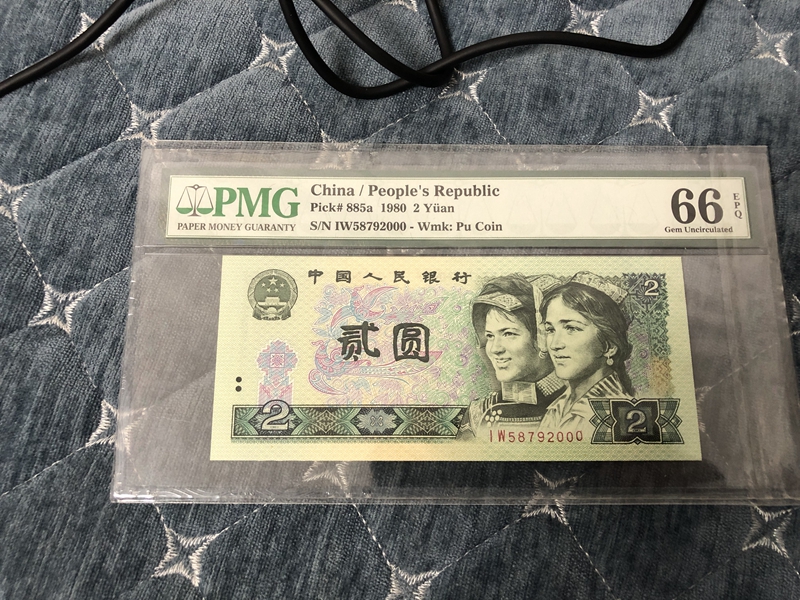 PMG
PAPER MONEY GUARANTY
China / People's Republic
Pick# 885a 1980 2 Yüan
S/N IW58792000 - Wmk: Pu Coin
66
EPQ
Gem Uncirculated
中国人民银行
2
贰圆
2
IW58792000
2